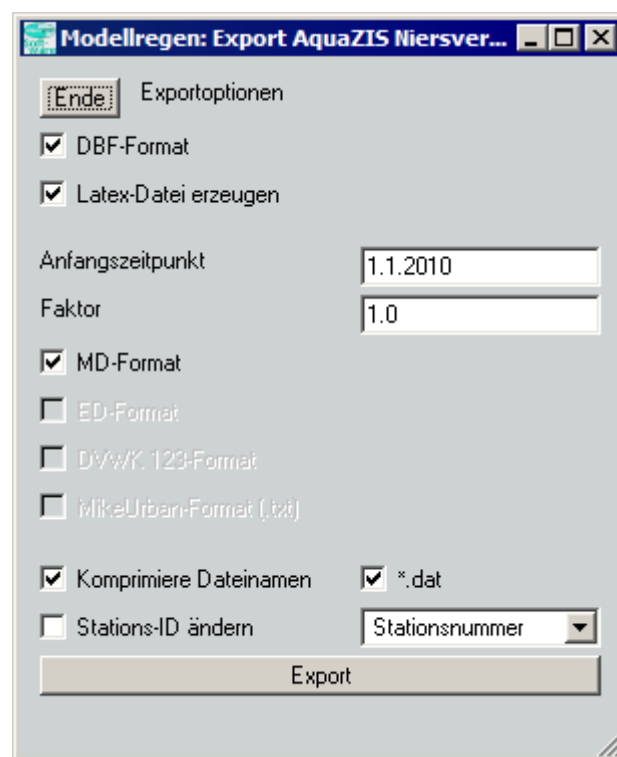 Modellregen: Export AquaZIS Niersver...
Ende Exportoptionen
DBF-Format
Latex-Datei erzeugen
Anfangszeitpunkt 1.1.2010
Faktor 1.0
MD-Format
ED-Format
DVWK 123-Format
MikeUrban-Format (.txt)
Komprimiere Dateinamen *.dat
Stations-ID ändern Stationsnummer
Export